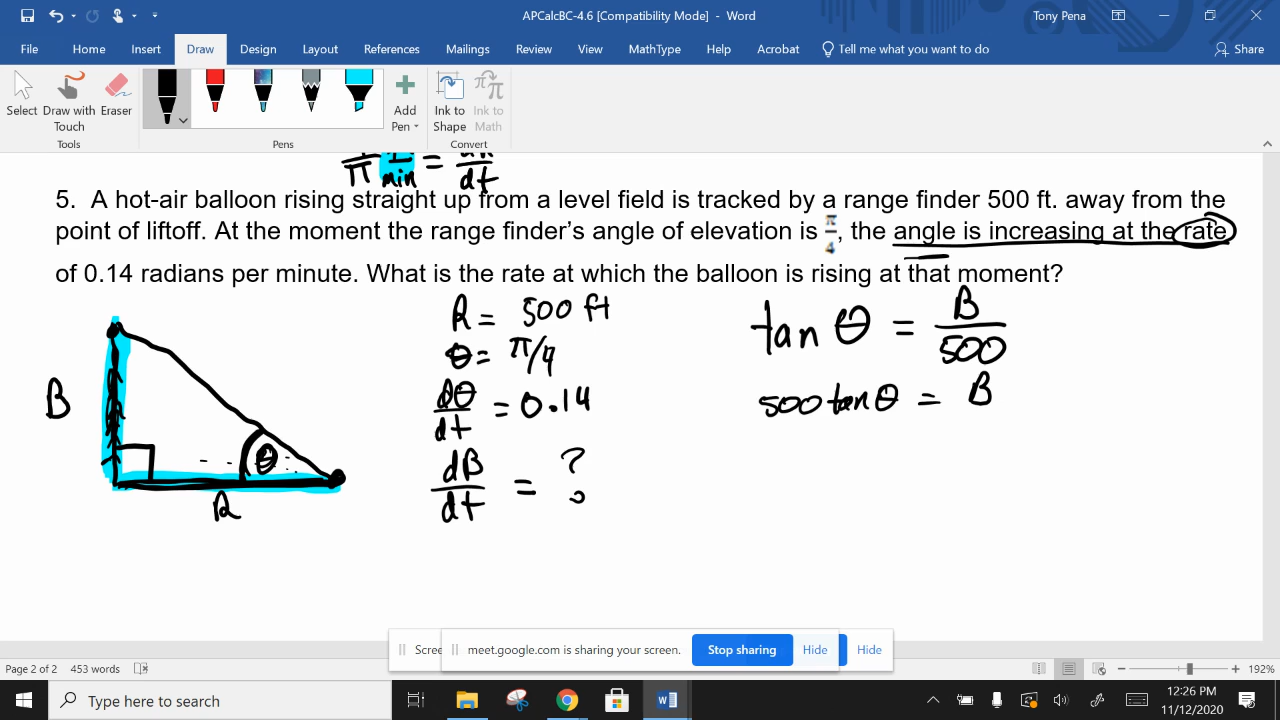 APCalcBC-4.6 [Compatibility Mode] - Word
Tony Pena
File Home Insert Draw Design Layout References Mailings Review View MathType Help Acrobat Tell me what you want to do Share
Select Draw with Touch Eraser Add Pen Ink to Shape Ink to Math
Tools Pens Convert
π min = dt
5. A hot-air balloon rising straight up from a level field is tracked by a range finder 500 ft. away from the
point of liftoff. At the moment the range finder's angle of elevation is π/4, the angle is increasing at the rate
of 0.14 radians per minute. What is the rate at which the balloon is rising at that moment?
R = 500 ft
θ = π/4
dθ/dt = 0.14
dB/dt = ?
tan θ = B/500
500 tan θ = B
B
θ
R
Scree
meet.google.com is sharing your screen. Stop sharing Hide Hide
Page 2 of 2 453 words 192%
Type here to search
12:26 PM
11/12/2020